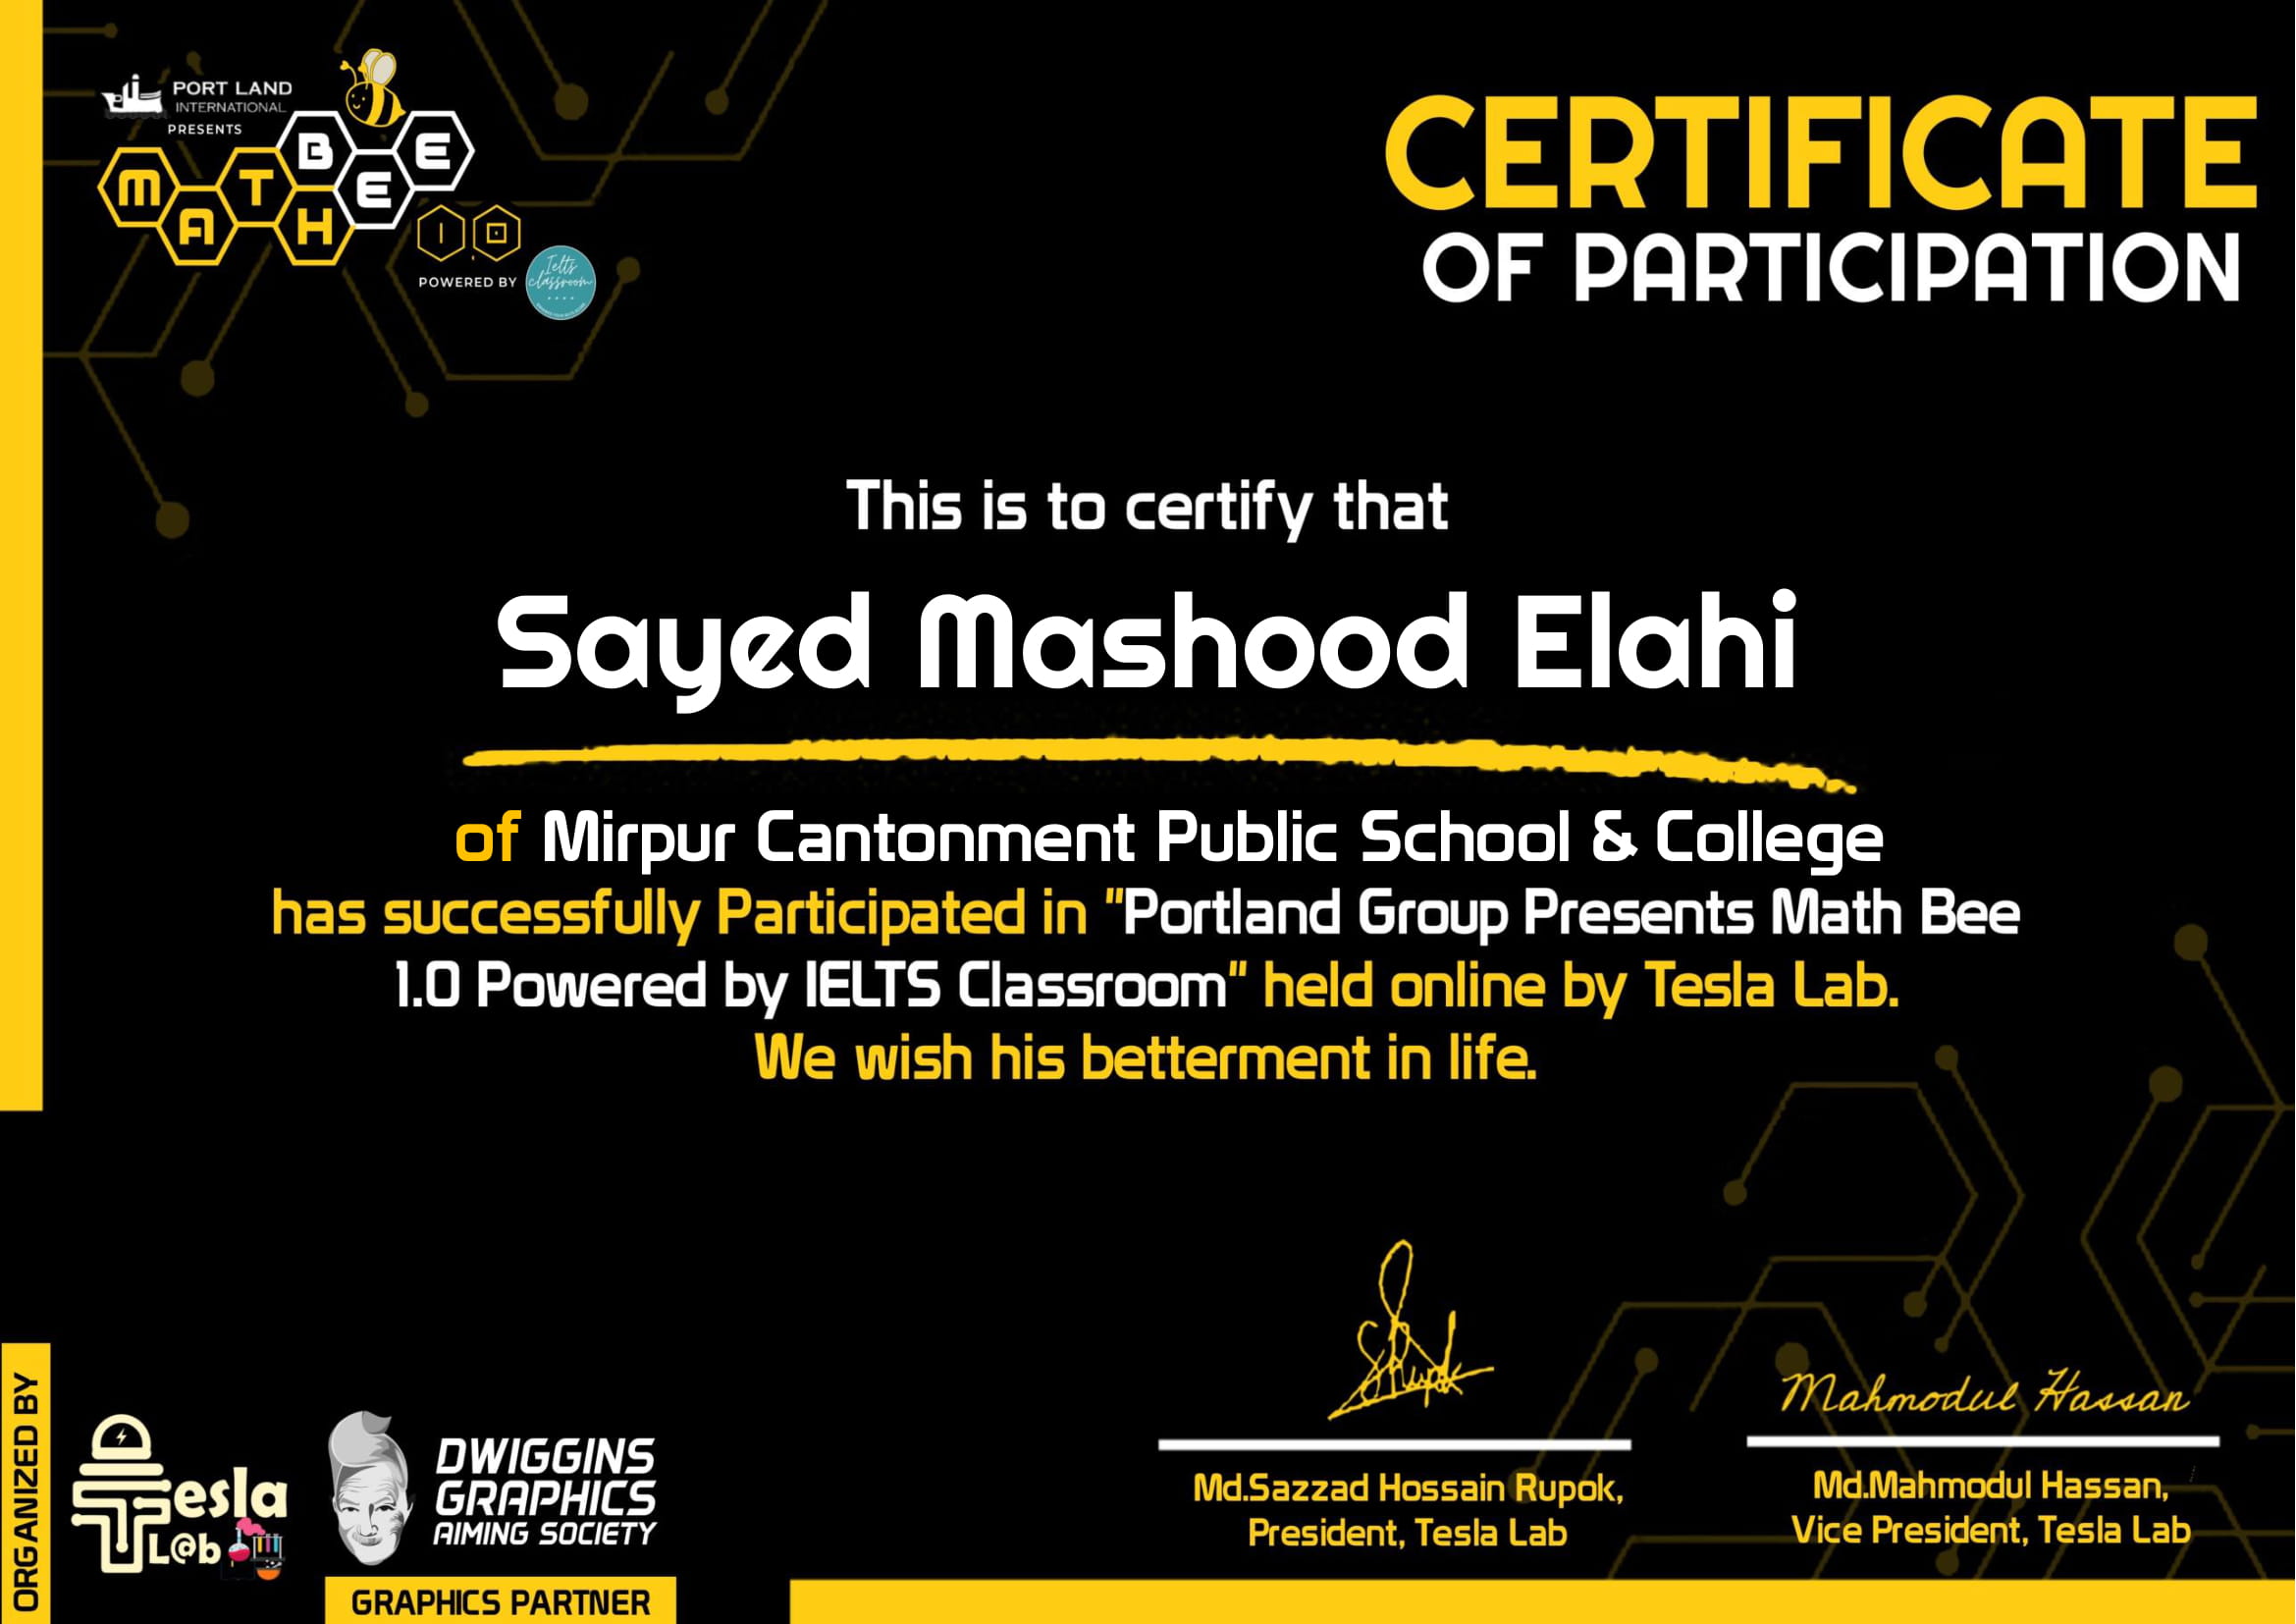 PORT LAND
INTERNATIONAL
PRESENTS
MATH BEE
1.0
POWERED BY
Ielts
classroom
CERTIFICATE
OF PARTICIPATION
This is to certify that
Sayed Mashood Elahi
of Mirpur Cantonment Public School & College
has successfully Participated in "Portland Group Presents Math Bee
1.0 Powered by IELTS Classroom" held online by Tesla Lab.
We wish his betterment in life.
Mahmodul Hassan
Md.Sazzad Hossain Rupok,
President, Tesla Lab
Md.Mahmodul Hassan,
Vice President, Tesla Lab
ORGANIZED BY
Tesla
L@b
DWIGGINS
GRAPHICS
AIMING SOCIETY
GRAPHICS PARTNER